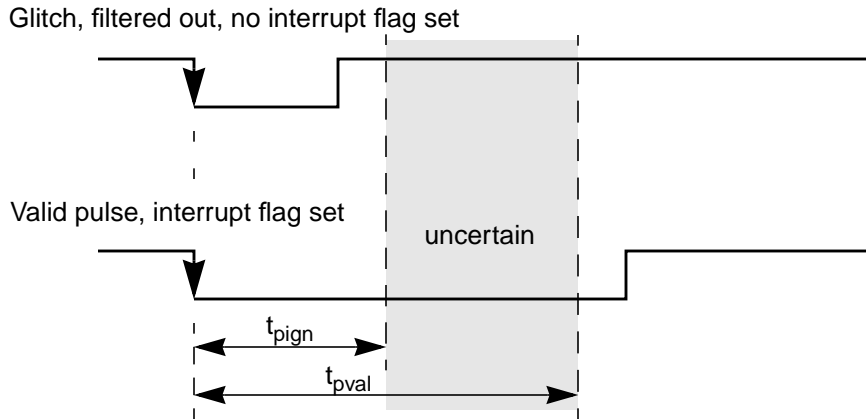 Glitch, filtered out, no interrupt flag set
Valid pulse, interrupt flag set
uncertain
tpign
tpval